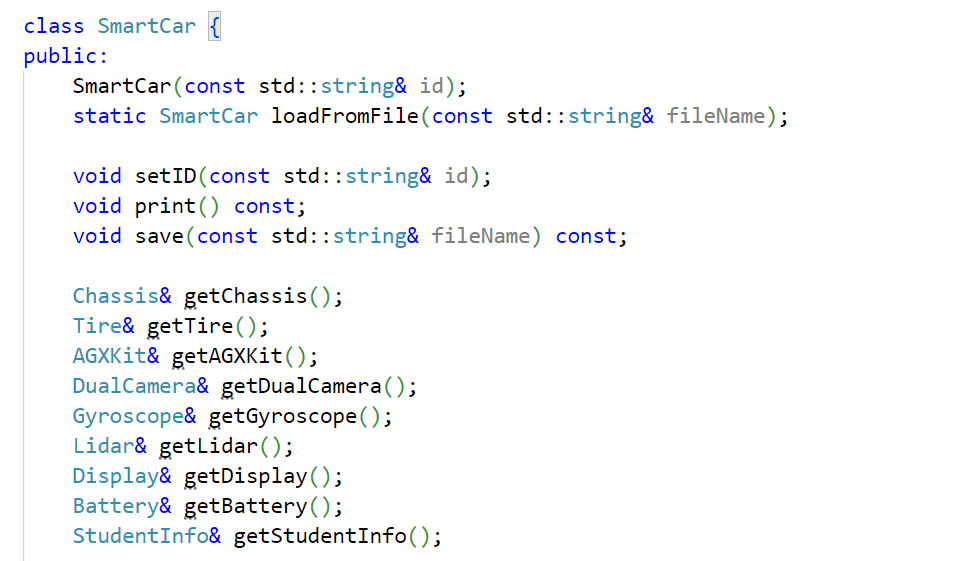 class SmartCar {
public:
    SmartCar(const std::string& id);
    static SmartCar loadFromFile(const std::string& fileName);

    void setID(const std::string& id);
    void print() const;
    void save(const std::string& fileName) const;

    Chassis& getChassis();
    Tire& getTire();
    AGXKit& getAGXKit();
    DualCamera& getDualCamera();
    Gyroscope& getGyroscope();
    Lidar& getLidar();
    Display& getDisplay();
    Battery& getBattery();
    StudentInfo& getStudentInfo();